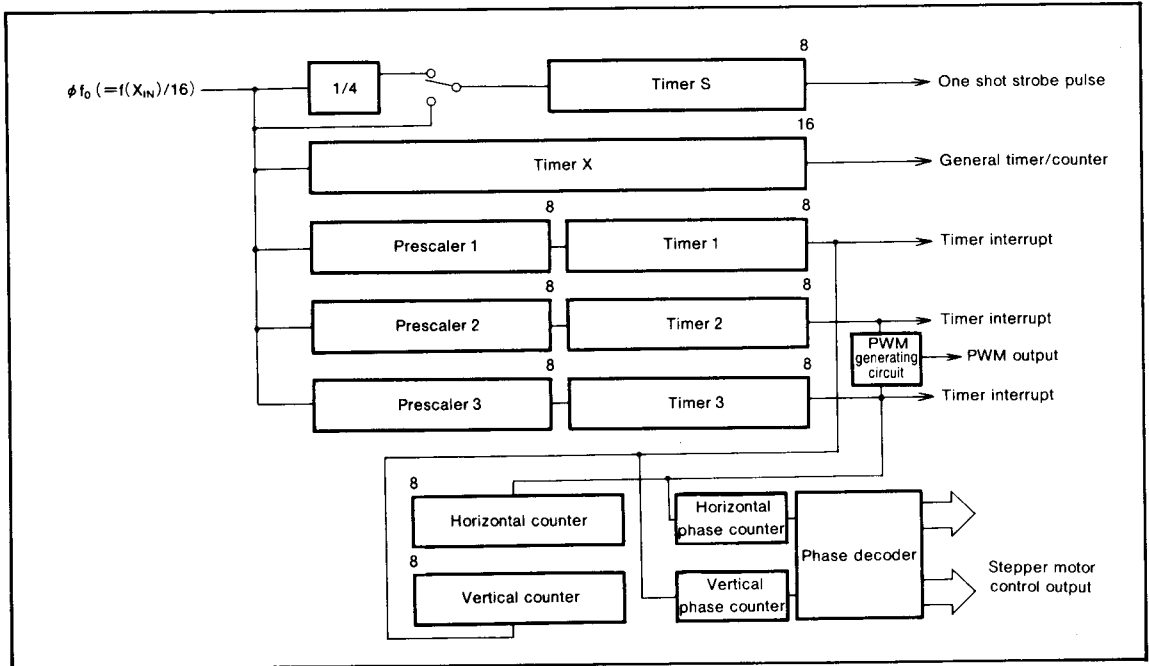 8
φf₀ (=f(X_IN)/16)
1/4
Timer S
One shot strobe pulse
16
Timer X
General timer/counter
8
8
Prescaler 1
Timer 1
Timer interrupt
8
8
Prescaler 2
Timer 2
Timer interrupt
PWM
generating
circuit
PWM output
8
8
Prescaler 3
Timer 3
Timer interrupt
8
Horizontal counter
Horizontal
phase counter
Phase decoder
8
Vertical counter
Vertical
phase counter
Stepper motor
control output